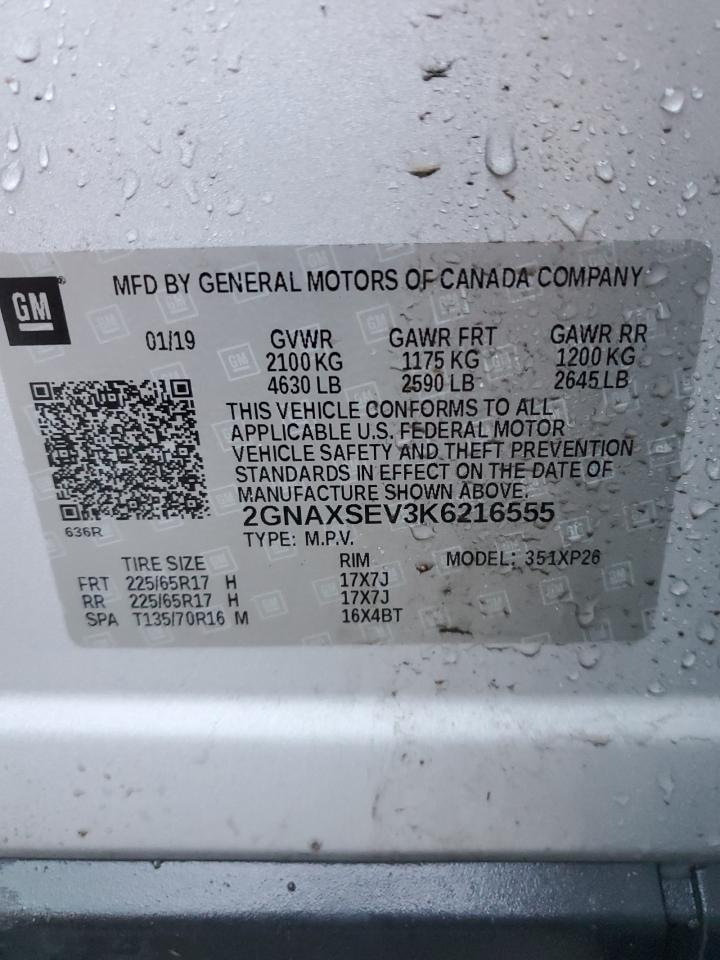 MFD BY GENERAL MOTORS OF CANADA COMPANY
GM
01/19 GVWR GAWR FRT GAWR RR
2100 KG 1175 KG 1200 KG
4630 LB 2590 LB 2645 LB
THIS VEHICLE CONFORMS TO ALL
APPLICABLE U.S. FEDERAL MOTOR
VEHICLE SAFETY AND THEFT PREVENTION
STANDARDS IN EFFECT ON THE DATE OF
MANUFACTURE SHOWN ABOVE.
2GNAXSEV3K6216555
636R
TYPE: M.P.V.
TIRE SIZE RIM MODEL: 351XP26
FRT 225/65R17 H 17X7J
RR 225/65R17 H 17X7J
SPA T135/70R16 M 16X4BT